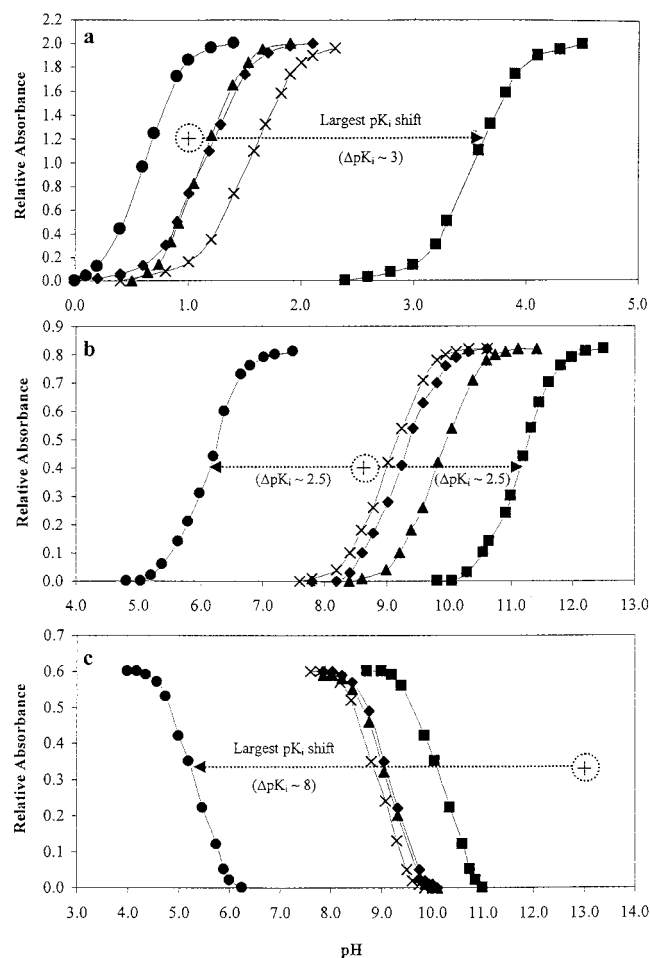 a
Relative Absorbance
2.0
1.8
1.6
1.4
1.2
1.0
0.8
0.6
0.4
0.2
0.0
Largest pKi shift
(ΔpKi ~ 3)
0.0 1.0 2.0 3.0 4.0 5.0
b
Relative Absorbance
0.9
0.8
0.7
0.6
0.5
0.4
0.3
0.2
0.1
0.0
(ΔpKi ~ 2.5) (ΔpKi ~ 2.5)
4.0 5.0 6.0 7.0 8.0 9.0 10.0 11.0 12.0 13.0
c
Relative Absorbance
0.7
0.6
0.5
0.4
0.3
0.2
0.1
0.0
Largest pKi shift
(ΔpKi ~ 8)
3.0 4.0 5.0 6.0 7.0 8.0 9.0 10.0 11.0 12.0 13.0 14.0
pH